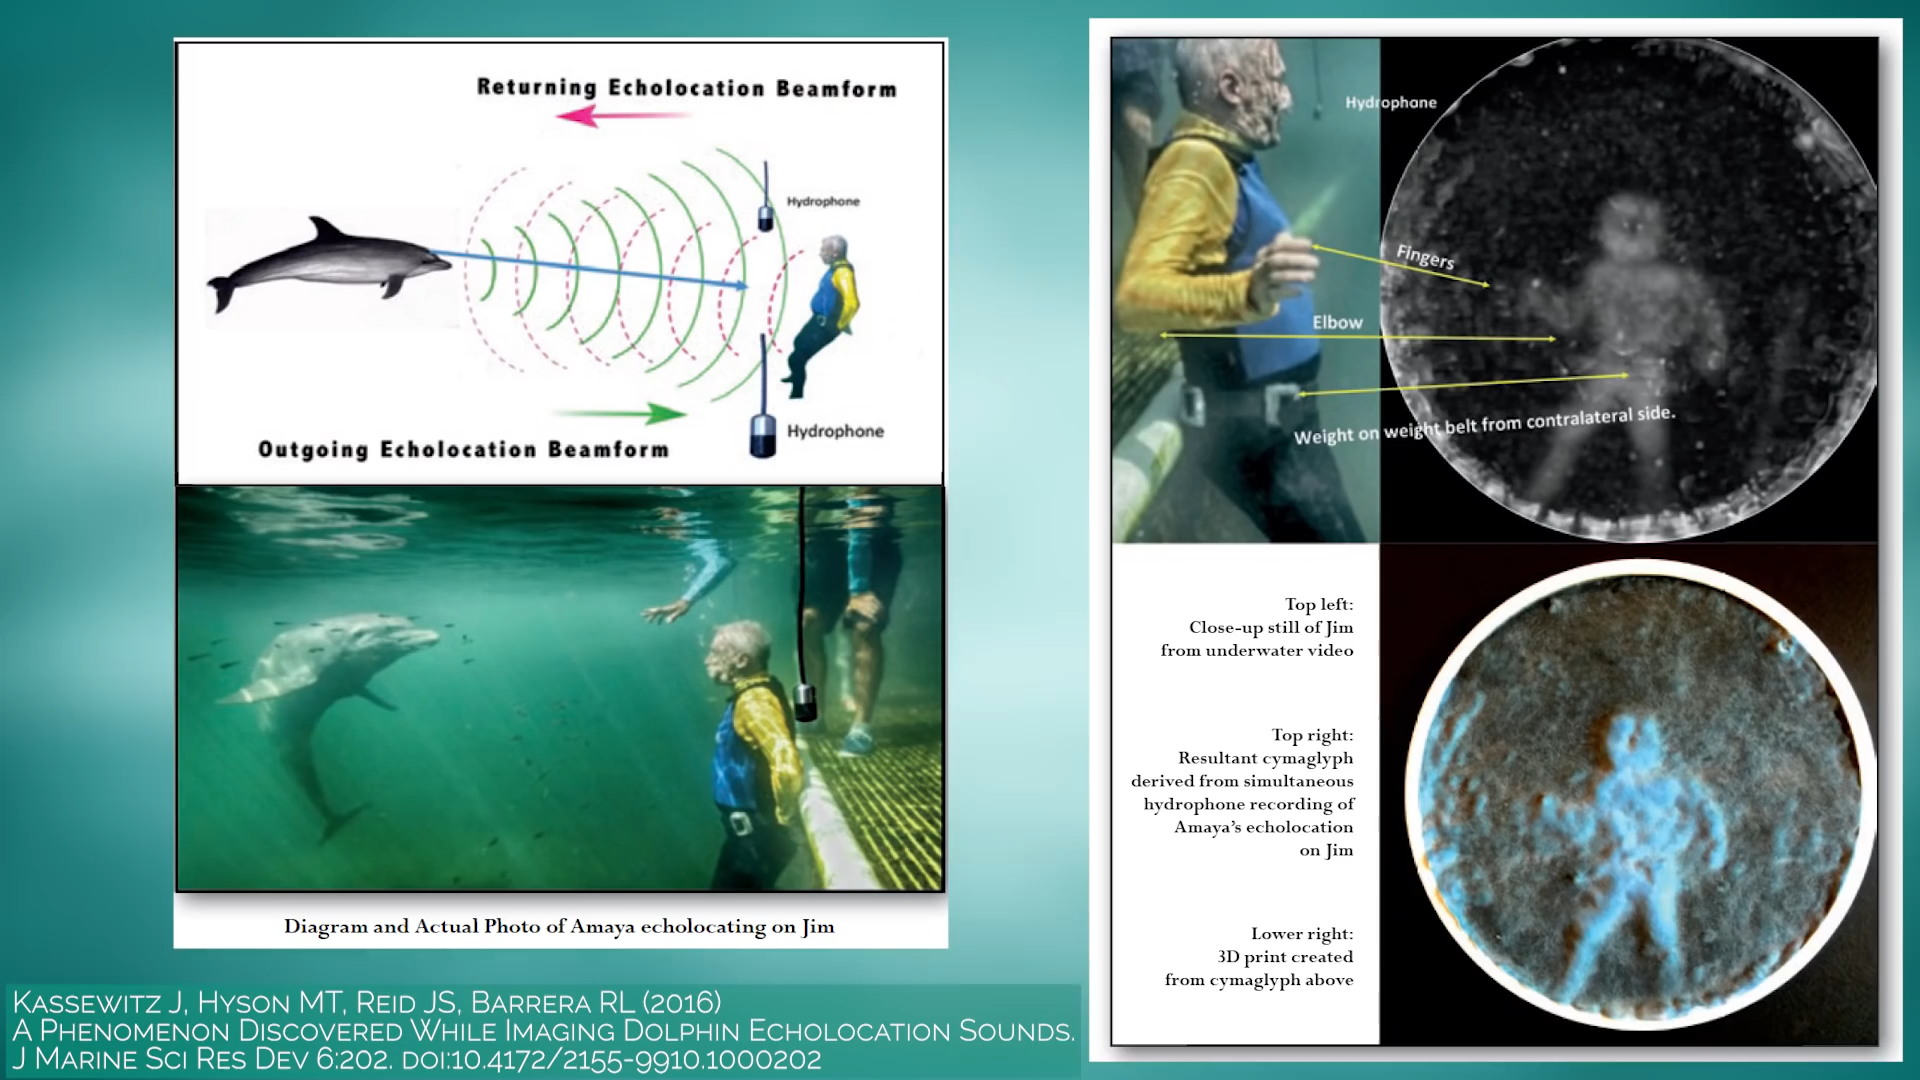 Returning Echolocation Beamform
Hydrophone
Hydrophone
Outgoing Echolocation Beamform
Diagram and Actual Photo of Amaya echolocating on Jim
Hydrophane
Fingers
Elbow
Weight on weight belt from contralateral side.
Top left:
Close-up still of Jim
from underwater video
Top right:
Resultant cymaglyph
derived from simultaneous
hydrophone recording of
Amaya's echolocation
on Jim
Lower right:
3D print created
from cymaglyph above
Kassewitz J, Hyson MT, Reid JS, Barrera RL (2016)
A Phenomenon Discovered While Imaging Dolphin Echolocation Sounds.
J Marine Sci Res Dev 6:202. doi:10.4172/2155-9910.1000202